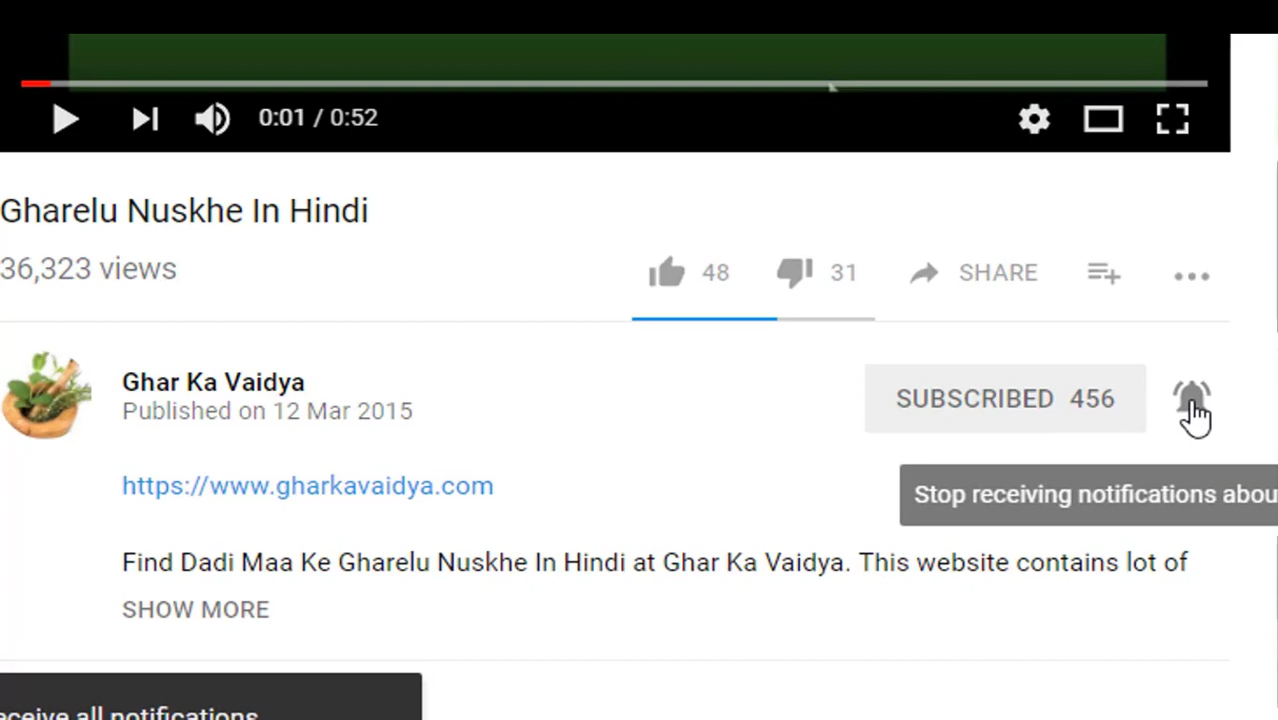 0:01 / 0:52
Gharelu Nuskhe In Hindi
36,323 views
48 31 SHARE
Ghar Ka Vaidya
Published on 12 Mar 2015
SUBSCRIBED 456
https://www.gharkavaidya.com
Stop receiving notifications abou
Find Dadi Maa Ke Gharelu Nuskhe In Hindi at Ghar Ka Vaidya. This website contains lot of
SHOW MORE
eceive all notifications